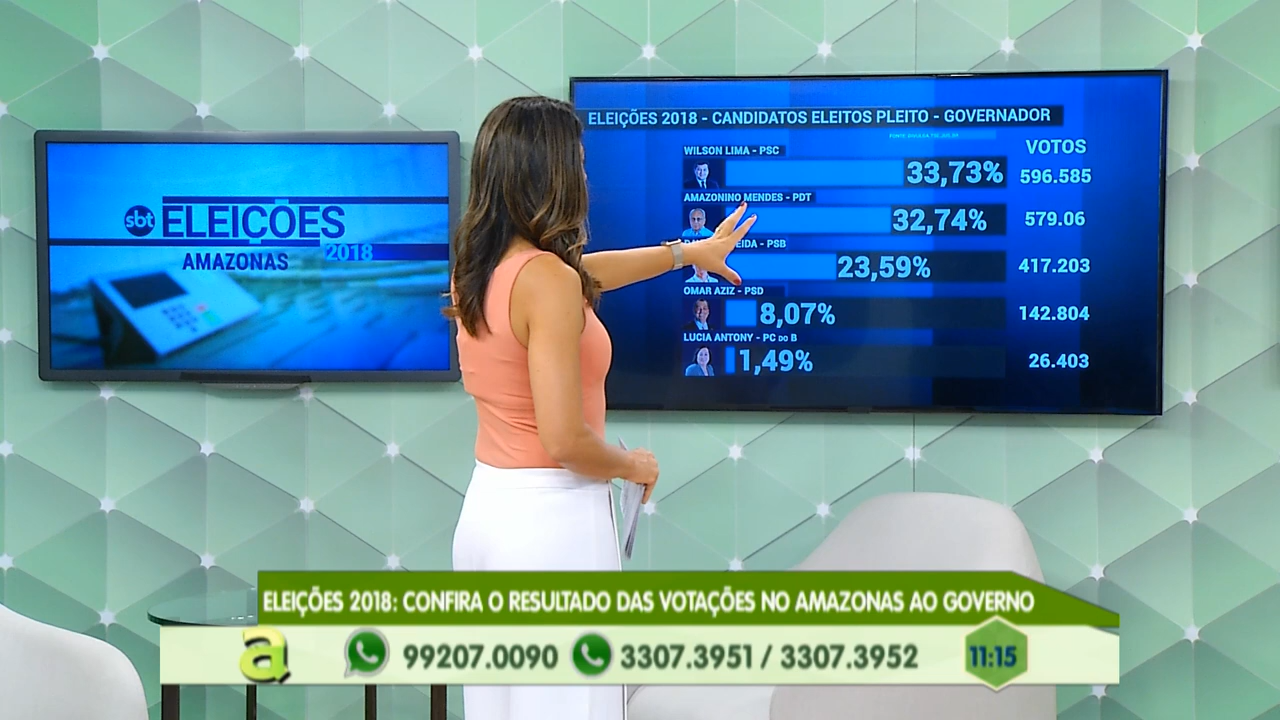 ELEIÇÕES 2018 - CANDIDATOS ELEITOS PLEITO - GOVERNADOR
VOTOS
WILSON LIMA - PSC
33,73% 596.585
AMAZONINO MENDES - PDT
32,74% 579.06
EIDA - PSB
23,59% 417.203
OMAR AZIZ - PSD
8,07% 142.804
LUCIA ANTONY - PC DO B
1,49% 26.403
sbt ELEIÇÕES
AMAZONAS 2018
ELEIÇÕES 2018: CONFIRA O RESULTADO DAS VOTAÇÕES NO AMAZONAS AO GOVERNO
a 99207.0090 3307.3951 / 3307.3952 11:15